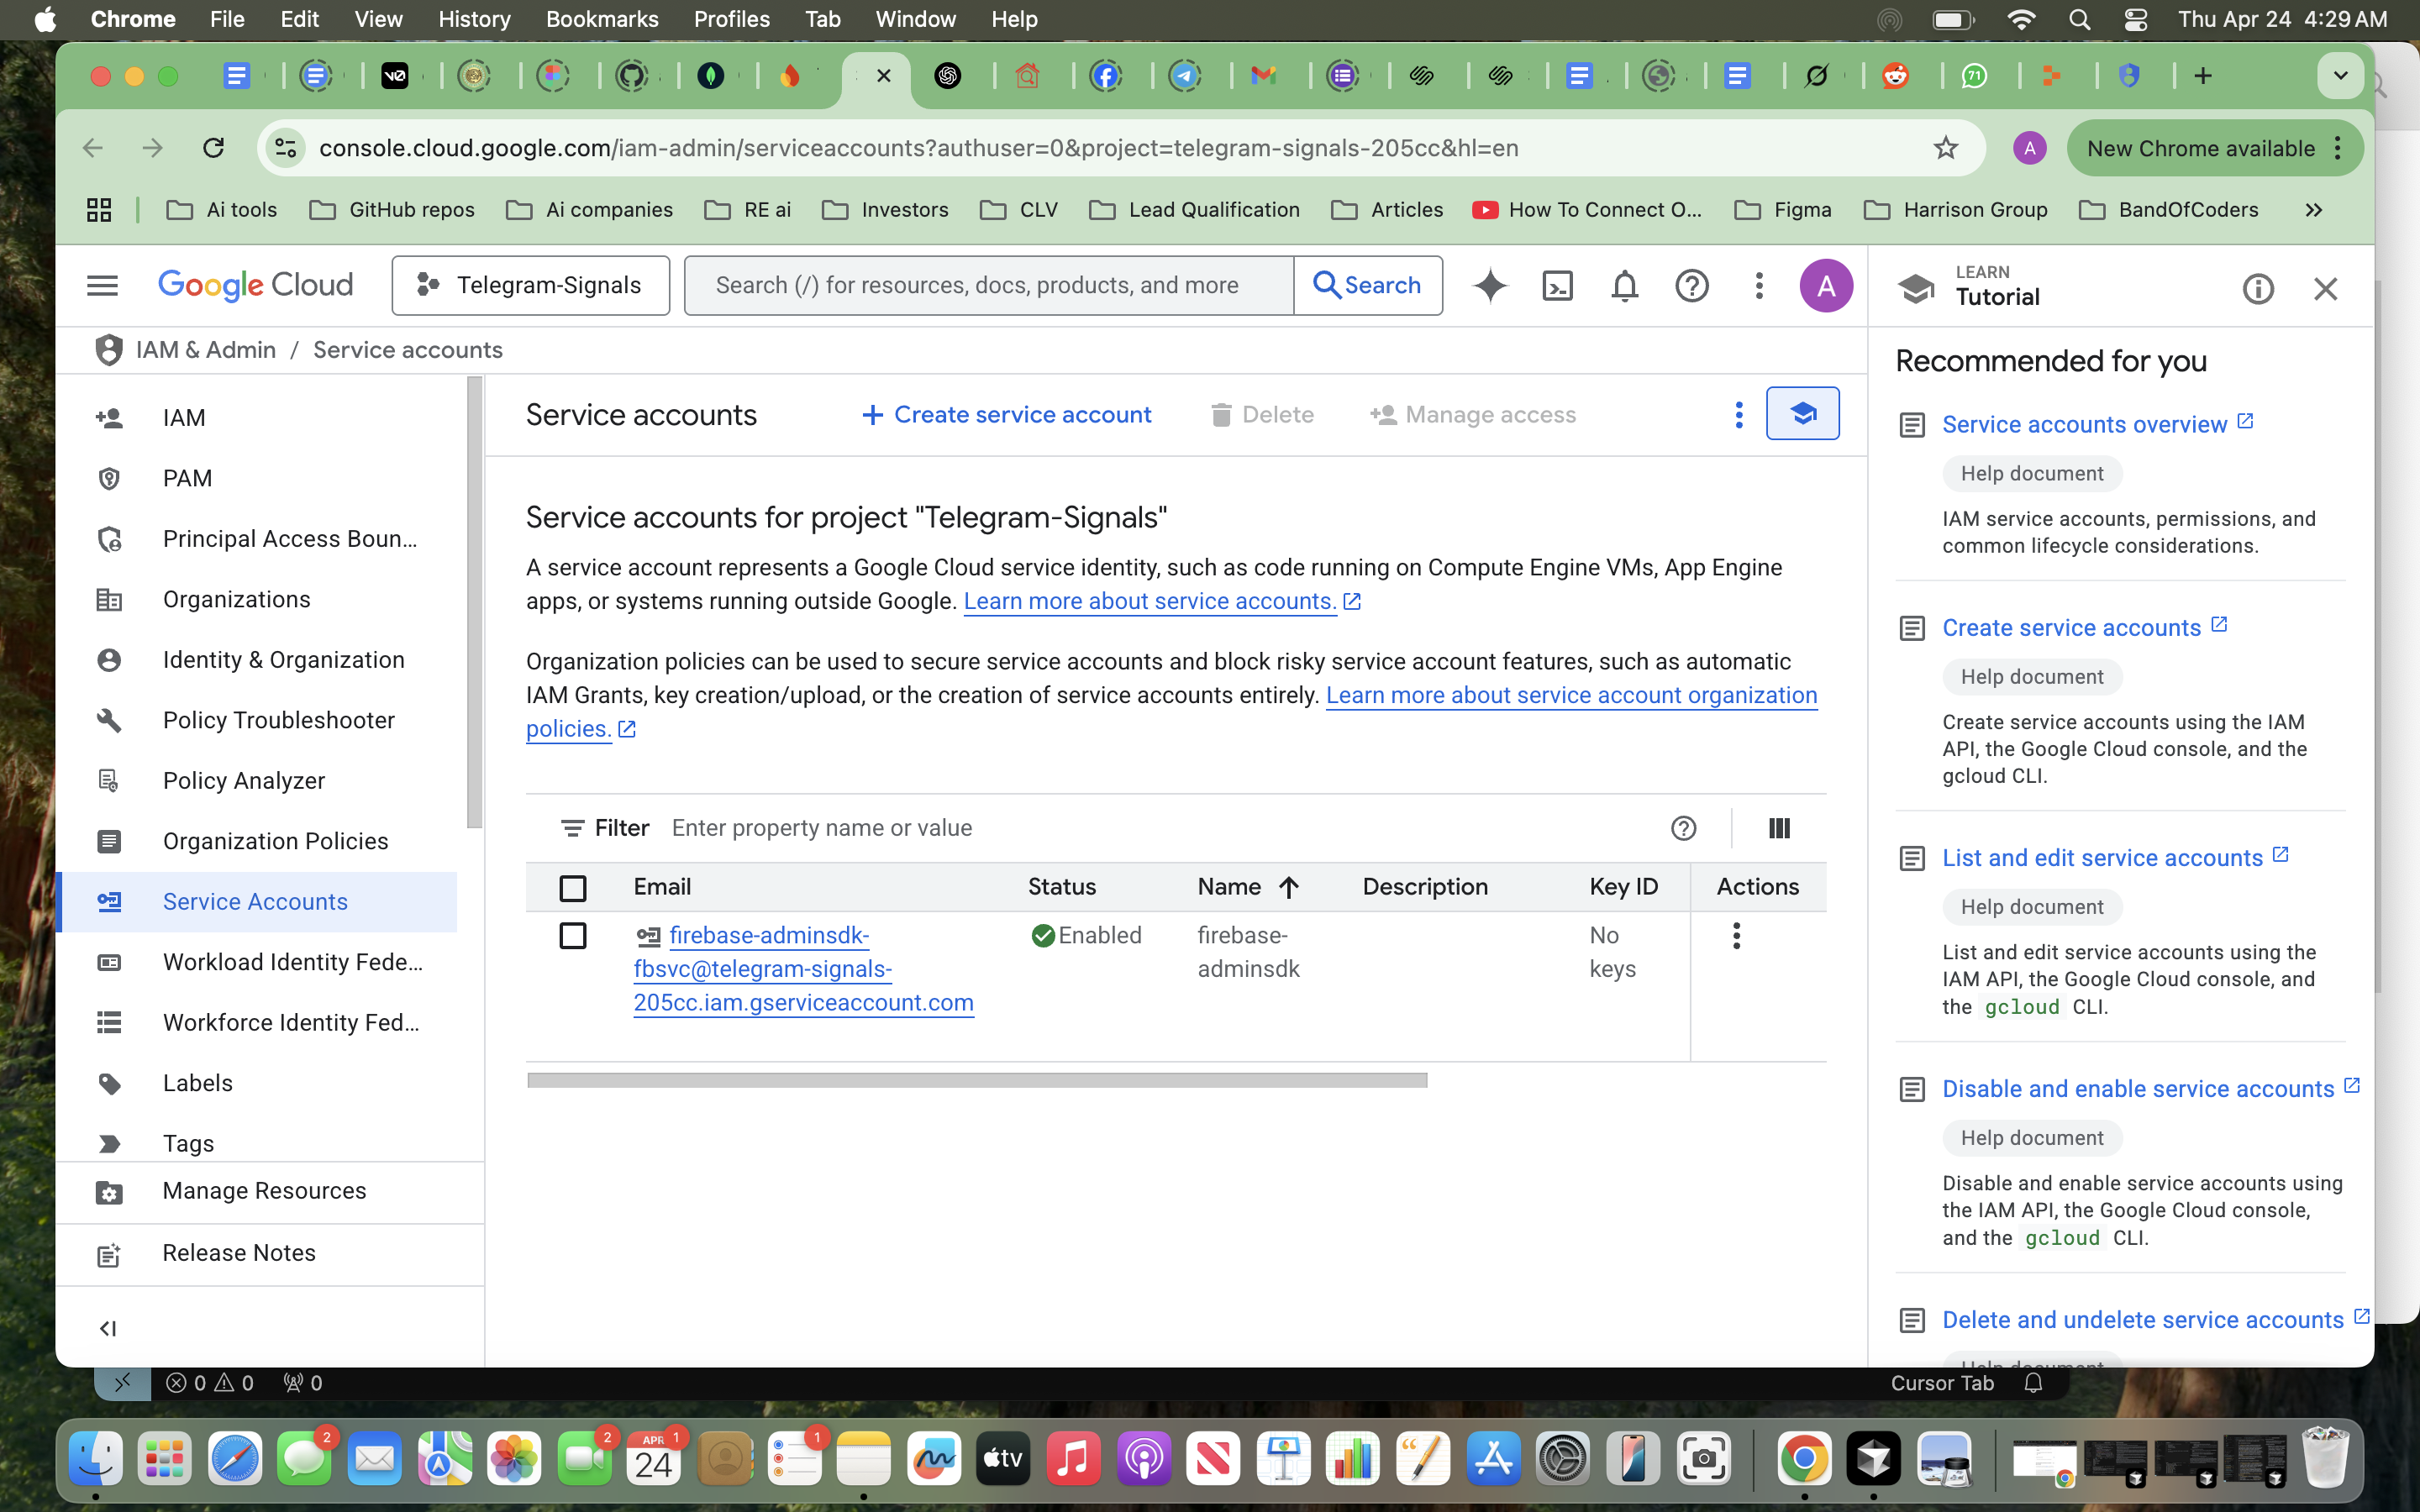 Chrome File Edit View History Bookmarks Profiles Tab Window Help Thu Apr 24 4:29 AM
71
console.cloud.google.com/iam-admin/serviceaccounts?authuser=0&project=telegram-signals-205cc&hl=en
A
New Chrome available
Ai tools GitHub repos Ai companies RE ai Investors CLV Lead Qualification Articles How To Connect O... Figma Harrison Group BandOfCoders
Google Cloud
Telegram-Signals
Search (/) for resources, docs, products, and more
Search
A
LEARN
Tutorial
IAM & Admin / Service accounts
IAM
PAM
Principal Access Boun...
Organizations
Identity & Organization
Policy Troubleshooter
Policy Analyzer
Organization Policies
Service Accounts
Workload Identity Fede...
Workforce Identity Fed...
Labels
Tags
Manage Resources
Release Notes
Service accounts
Create service account
Delete
Manage access
Service accounts for project "Telegram-Signals"
A service account represents a Google Cloud service identity, such as code running on Compute Engine VMs, App Engine
apps, or systems running outside Google. Learn more about service accounts.
Organization policies can be used to secure service accounts and block risky service account features, such as automatic
IAM Grants, key creation/upload, or the creation of service accounts entirely. Learn more about service account organization
policies.
Filter Enter property name or value
Email Status Name Description Key ID Actions
firebase-adminsdk- Enabled firebase- No
fbsvc@telegram-signals- adminsdk keys
205cc.iam.gserviceaccount.com
Recommended for you
Service accounts overview
Help document
IAM service accounts, permissions, and
common lifecycle considerations.
Create service accounts
Help document
Create service accounts using the IAM
API, the Google Cloud console, and the
gcloud CLI.
List and edit service accounts
Help document
List and edit service accounts using the
IAM API, the Google Cloud console, and
the gcloud CLI.
Disable and enable service accounts
Help document
Disable and enable service accounts using
the IAM API, the Google Cloud console,
and the gcloud CLI.
Delete and undelete service accounts
Help document
0 0 0
Cursor Tab
2
2
APR 1
24
1
tv